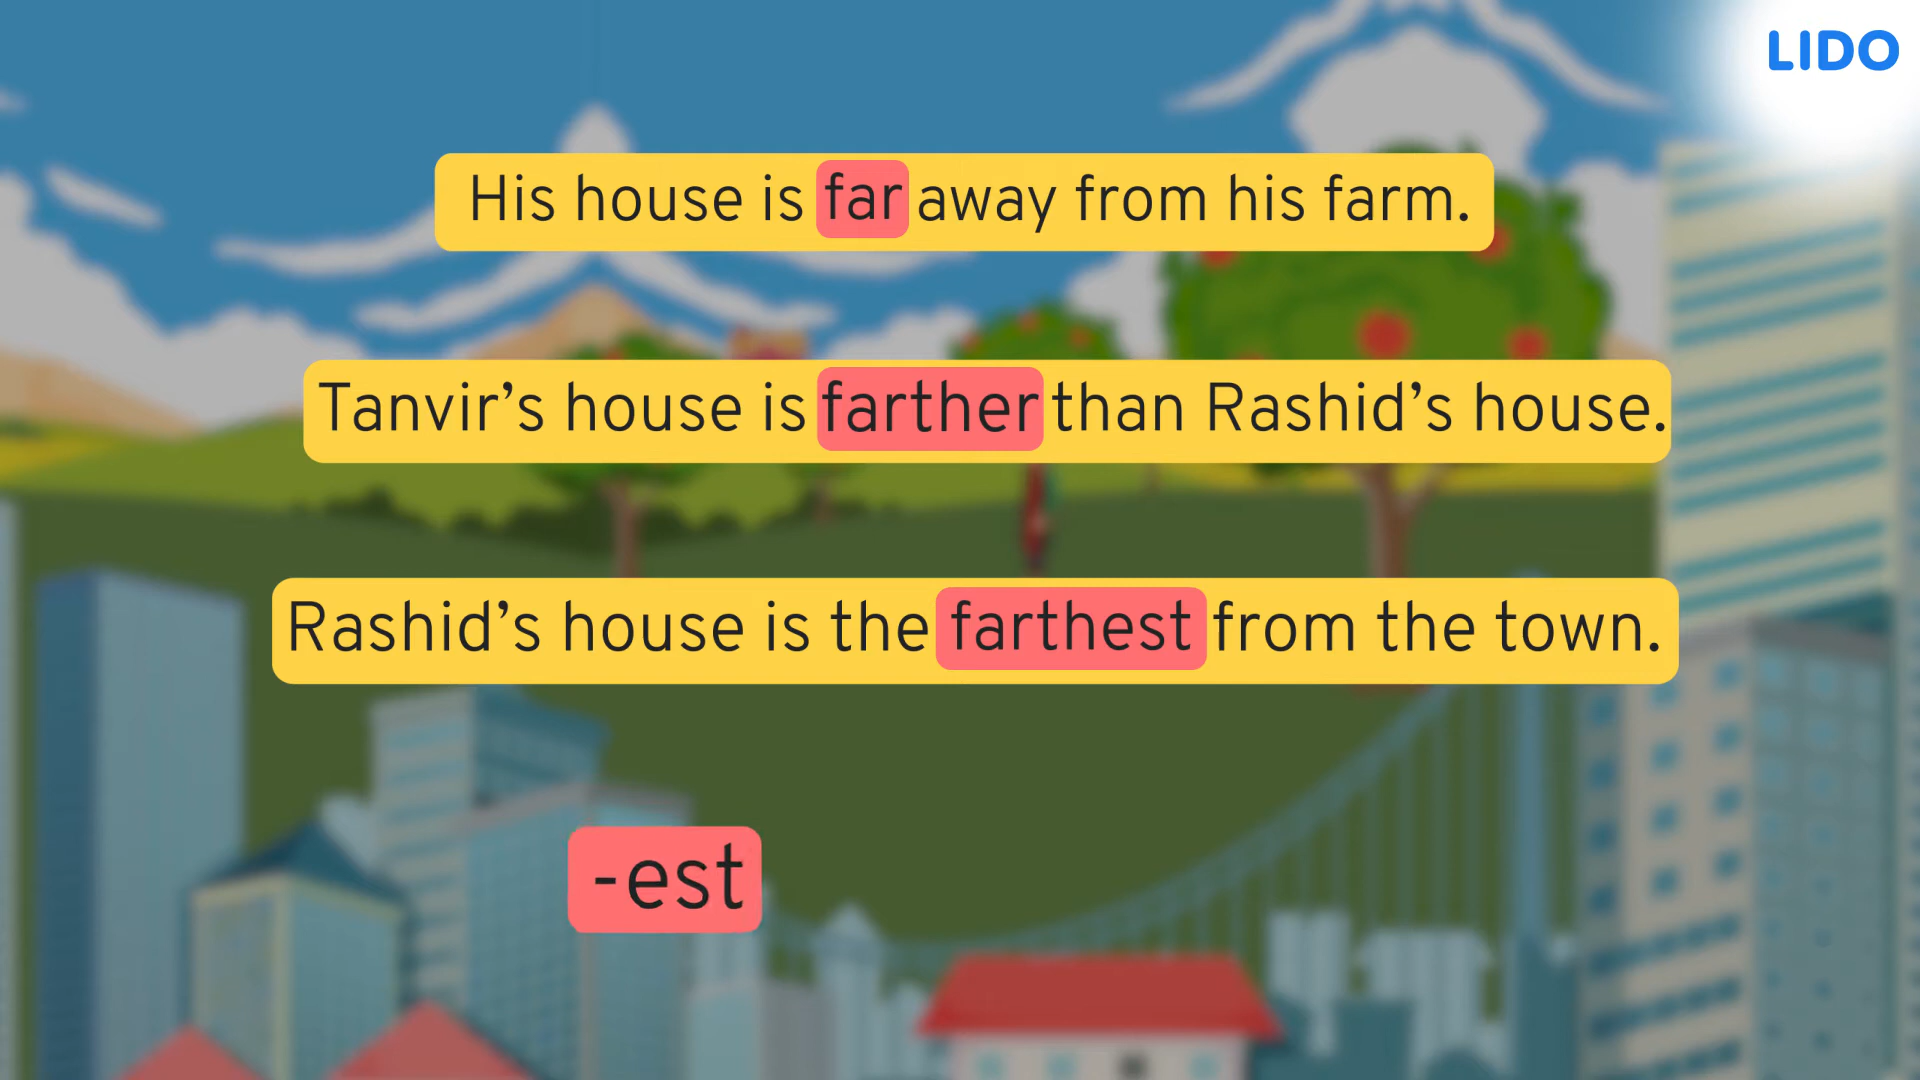 LIDO
His house is far away from his farm.
Tanvir’s house is farther than Rashid’s house.
Rashid’s house is the farthest from the town.
-est